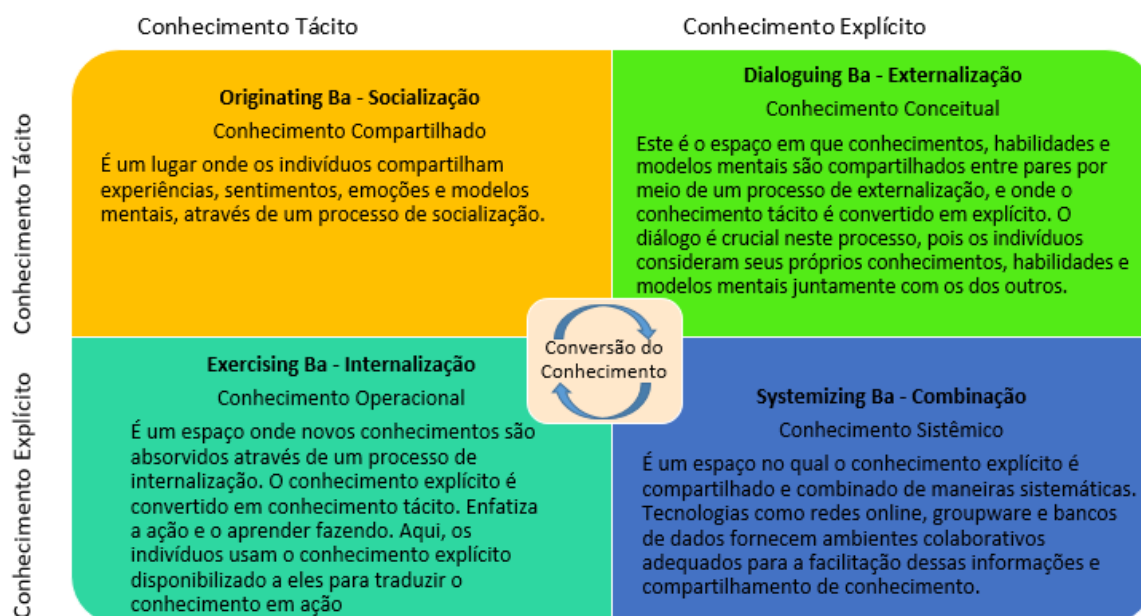 Conhecimento Tácito
Conhecimento Explícito
Conhecimento Tácito
Originating Ba - Socialização
Conhecimento Compartilhado
É um lugar onde os indivíduos compartilham
experiências, sentimentos, emoções e modelos
mentais, através de um processo de socialização.
Dialoguing Ba - Externalização
Conhecimento Conceitual
Este é o espaço em que conhecimentos, habilidades e
modelos mentais são compartilhados entre pares por
meio de um processo de externalização, e onde o
conhecimento tácito é convertido em explícito. O
diálogo é crucial neste processo, pois os indivíduos
consideram seus próprios conhecimentos, habilidades e
modelos mentais juntamente com os dos outros.
Conversão do
Conhecimento
Conhecimento Explícito
Exercising Ba - Internalização
Conhecimento Operacional
É um espaço onde novos conhecimentos são
absorvidos através de um processo de
internalização. O conhecimento explícito é
convertido em conhecimento tácito. Enfatiza
a ação e o aprender fazendo. Aqui, os
indivíduos usam o conhecimento explícito
disponibilizado a eles para traduzir o
conhecimento em ação
Systemizing Ba - Combinação
Conhecimento Sistêmico
É um espaço no qual o conhecimento explícito é
compartilhado e combinado de maneiras sistemáticas.
Tecnologias como redes online, groupware e bancos
de dados fornecem ambientes colaborativos
adequados para a facilitação dessas informações e
compartilhamento de conhecimento.